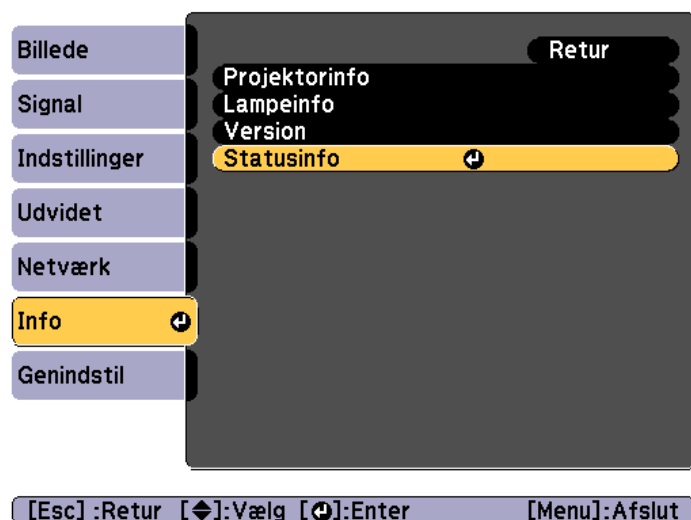 Billede
Signal
Indstillinger
Udvidet
Netværk
Info
Genindstil
Retur
Projektorinfo
Lampeinfo
Version
Statusinfo
[Esc] :Retur [◆]:Vælg [↵]:Enter [Menu]:Afslut